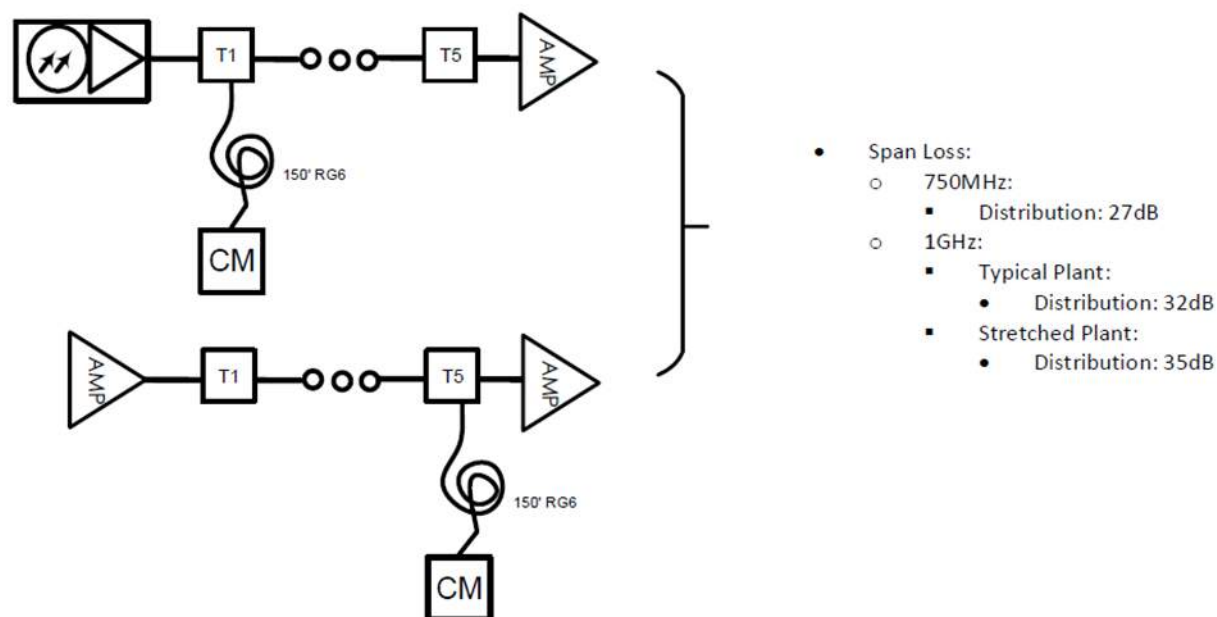 T1
T5
AMP
150' RG6
CM
AMP
T1
T5
AMP
150' RG6
CM
• Span Loss:
○ 750MHz:
▪ Distribution: 27dB
○ 1GHz:
▪ Typical Plant:
• Distribution: 32dB
▪ Stretched Plant:
• Distribution: 35dB